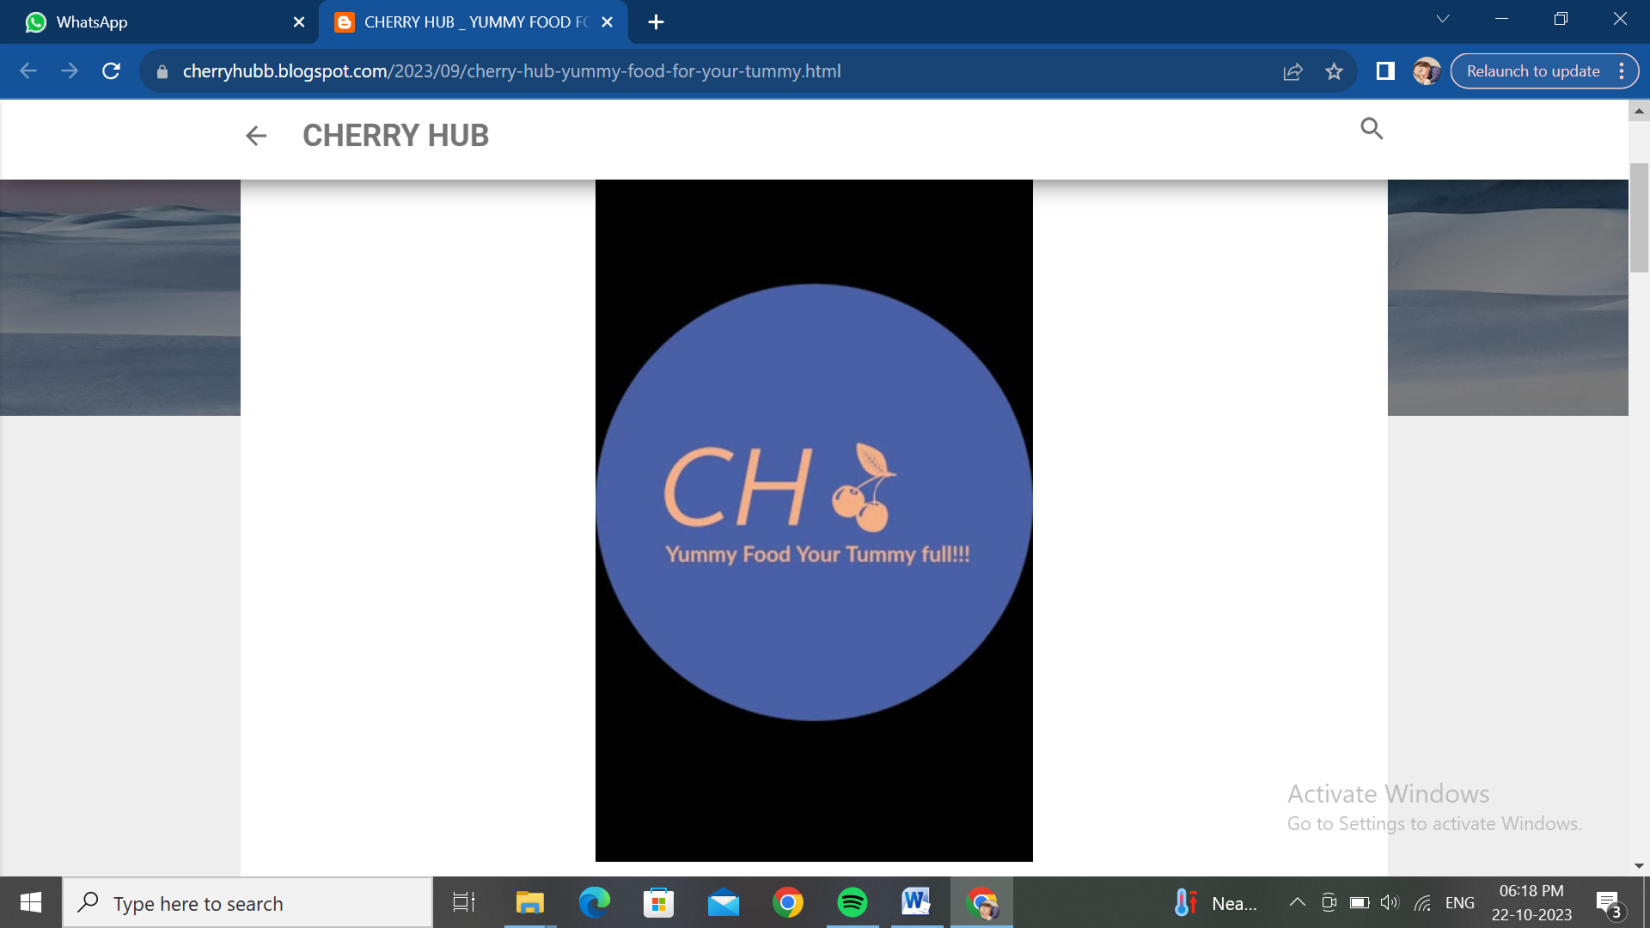 WhatsApp
CHERRY HUB _ YUMMY FOOD FO
cherryhubb.blogspot.com/2023/09/cherry-hub-yummy-food-for-your-tummy.html
Relaunch to update
CHERRY HUB
CH
Yummy Food Your Tummy full!!!
Activate Windows
Go to Settings to activate Windows.
Type here to search
Nea...
ENG
06:18 PM
22-10-2023
3